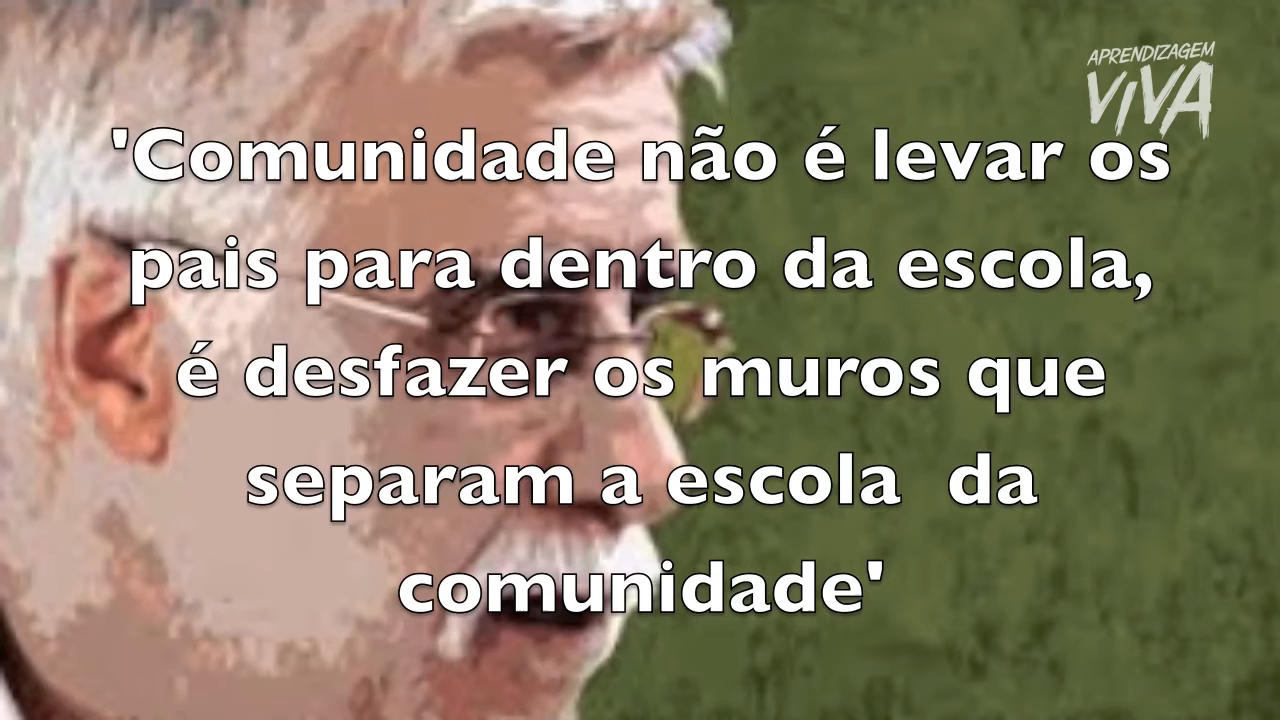 APRENDIZAGEM
VIVA
'Comunidade não é levar os
pais para dentro da escola,
é desfazer os muros que
separam a escola  da
comunidade'